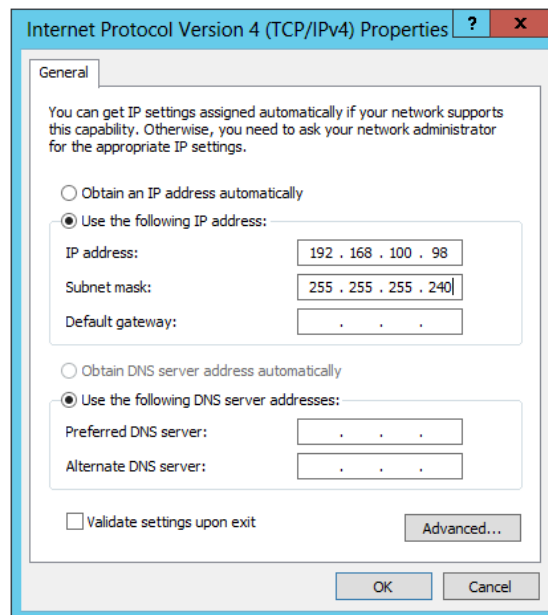 Internet Protocol Version 4 (TCP/IPv4) Properties ? x
General
You can get IP settings assigned automatically if your network supports
this capability. Otherwise, you need to ask your network administrator
for the appropriate IP settings.
Obtain an IP address automatically
Use the following IP address:
IP address: 192 . 168 . 100 . 98
Subnet mask: 255 . 255 . 255 . 240
Default gateway: . . .
Obtain DNS server address automatically
Use the following DNS server addresses:
Preferred DNS server: . . .
Alternate DNS server: . . .
Validate settings upon exit Advanced...
OK Cancel